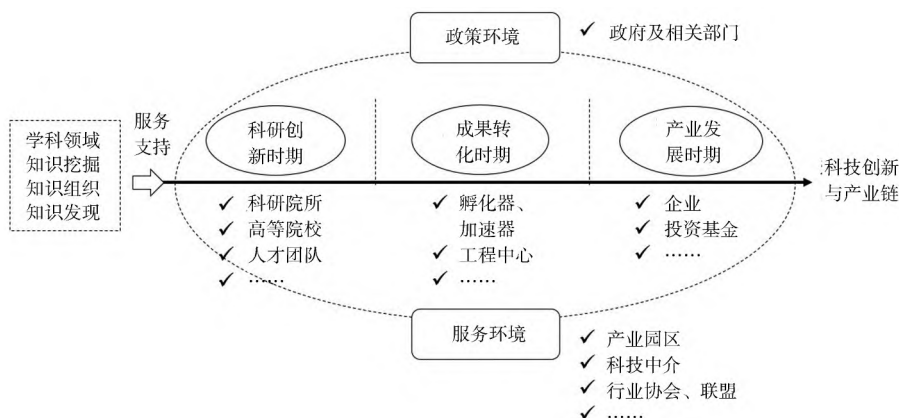 政策环境
✓ 政府及相关部门
学科领域
知识挖掘
知识组织
知识发现
服务
支持
科研创
新时期
成果转
化时期
产业发
展时期
科技创新
与产业链
✓ 科研院所
✓ 高等院校
✓ 人才团队
✓ ……
✓ 孵化器、
加速器
✓ 工程中心
✓ ……
✓ 企业
✓ 投资基金
✓ ……
服务环境
✓ 产业园区
✓ 科技中介
✓ 行业协会、联盟
✓ ……